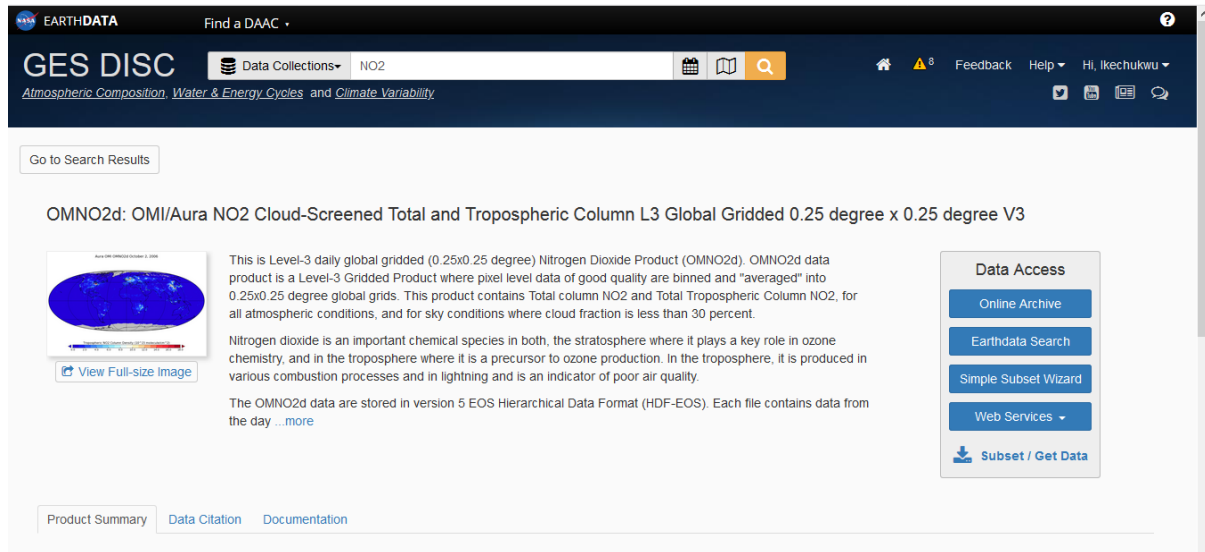 NASA EARTHDATA Find a DAAC
GES DISC Data Collections NO2 8 Feedback Help Hi, Ikechukwu
Atmospheric Composition, Water & Energy Cycles and Climate Variability
Go to Search Results
OMNO2d: OMI/Aura NO2 Cloud-Screened Total and Tropospheric Column L3 Global Gridded 0.25 degree x 0.25 degree V3
This is Level-3 daily global gridded (0.25x0.25 degree) Nitrogen Dioxide Product (OMNO2d). OMNO2d data
product is a Level-3 Gridded Product where pixel level data of good quality are binned and "averaged" into
0.25x0.25 degree global grids. This product contains Total column NO2 and Total Tropospheric Column NO2, for
all atmospheric conditions, and for sky conditions where cloud fraction is less than 30 percent.
Nitrogen dioxide is an important chemical species in both, the stratosphere where it plays a key role in ozone
chemistry, and in the troposphere where it is a precursor to ozone production. In the troposphere, it is produced in
various combustion processes and in lightning and is an indicator of poor air quality.
The OMNO2d data are stored in version 5 EOS Hierarchical Data Format (HDF-EOS). Each file contains data from
the day ...more
View Full-size Image
Data Access
Online Archive
Earthdata Search
Simple Subset Wizard
Web Services
Subset / Get Data
Product Summary Data Citation Documentation